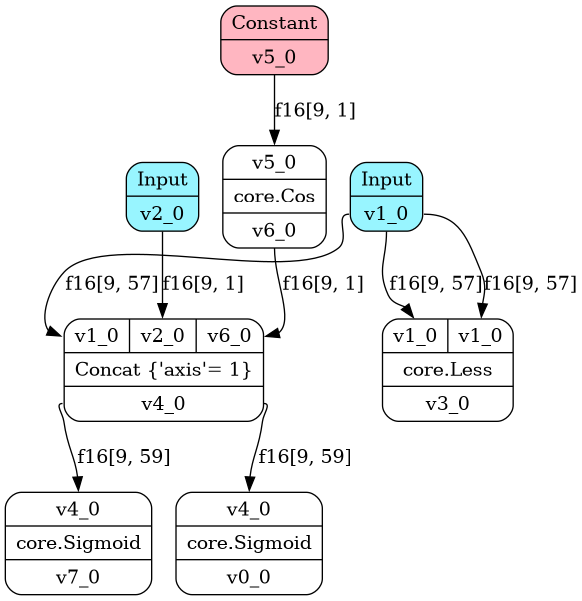 Constant
v5_0
f16[9, 1]
v5_0
core.Cos
v6_0
Input
v2_0
Input
v1_0
f16[9, 57]
f16[9, 1]
f16[9, 1]
f16[9, 57]
f16[9, 57]
v1_0 v2_0 v6_0
Concat {'axis'= 1}
v4_0
v1_0 v1_0
core.Less
v3_0
f16[9, 59]
f16[9, 59]
v4_0
core.Sigmoid
v7_0
v4_0
core.Sigmoid
v0_0